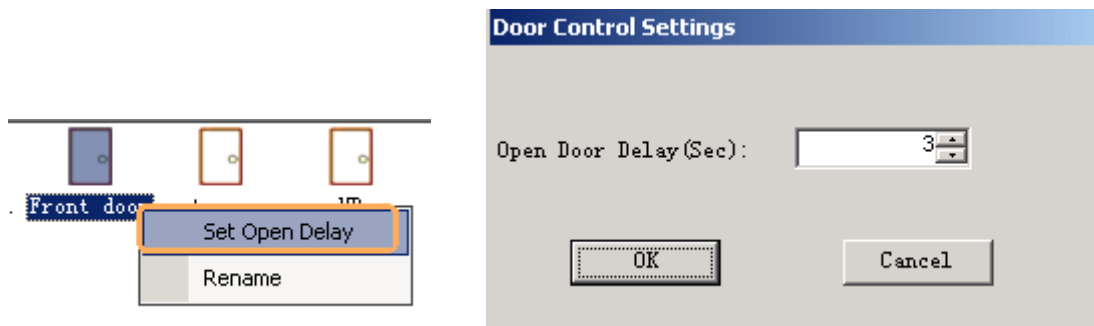 Front door
Set Open Delay
Rename
Door Control Settings
Open Door Delay(Sec):
3
OK
Cancel